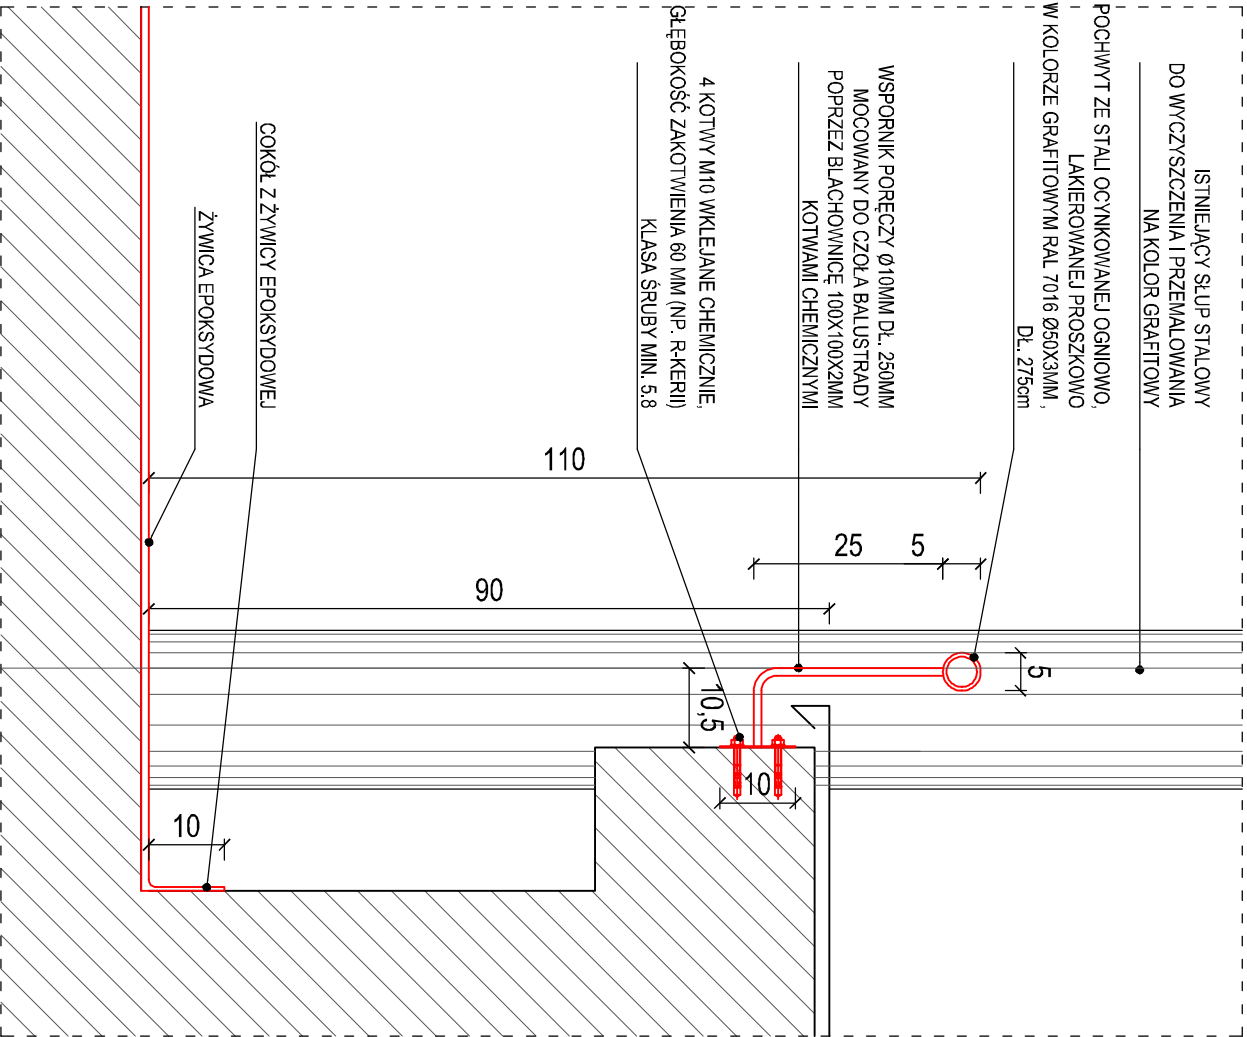 ISTNIEJĄCY SŁUP STALOWY
DO WYCZYSZCZENIA I PRZEMALOWANIA
NA KOLOR GRAFITOWY
POCHWYT ZE STALI OCYNKOWANEJ OGNIOWO,
LAKIEROWANEJ PROSZKOWO
W KOLORZE GRAFITOWYM RAL 7016 Ø50X3MM ,
DŁ. 275cm
WSPORNIK PORĘCZY Ø10MM DŁ. 250MM
MOCOWANY DO CZOŁA BALUSTRADY
POPRZEZ BLACHOWNICĘ 100X100X2MM
KOTWAMI CHEMICZNYMI
4 KOTWY M10 WKLEJANE CHEMICZNIE,
GŁĘBOKOŚĆ ZAKOTWIENIA 60 MM (NP. R-KERII)
KLASA ŚRUBY MIN. 5.8
COKÓŁ Z ŻYWICY EPOKSYDOWEJ
ŻYWICA EPOKSYDOWA
110
25
5
90
5
10,5
10
10